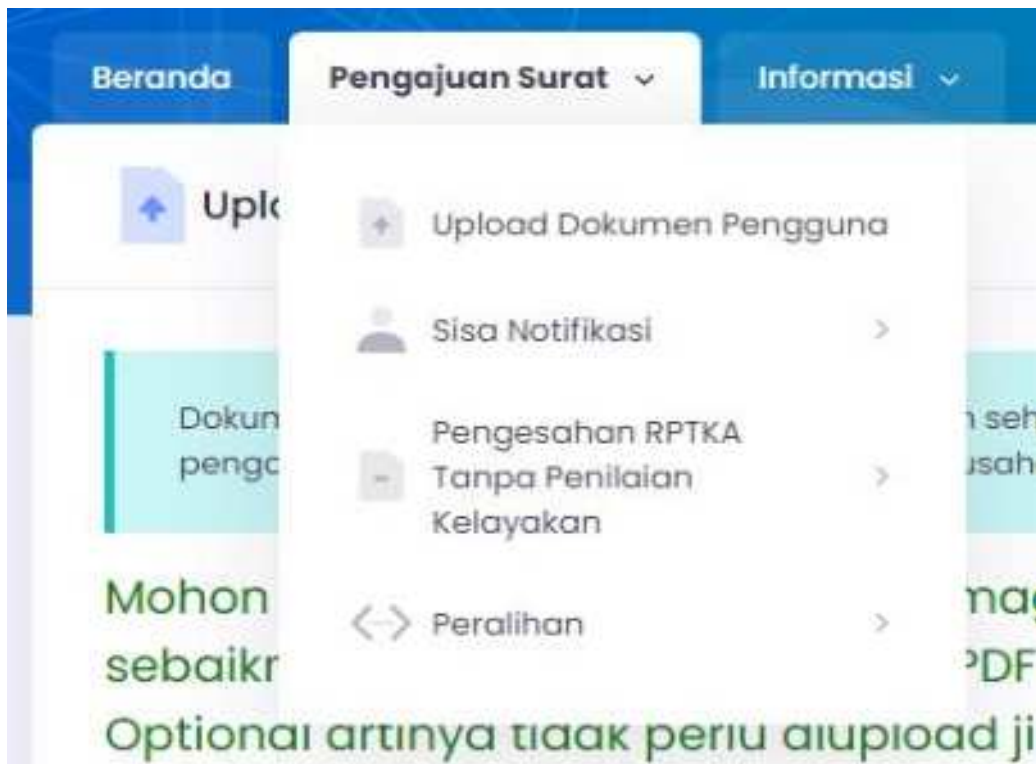 Beranda
Pengajuan Surat
Informasi
Upload Dokumen Pengguna
Sisa Notifikasi
Pengesahan RPTKA
Tanpa Penilaian
Kelayakan
Peralihan
Mohon
Optional artinya tidak perlu diupload